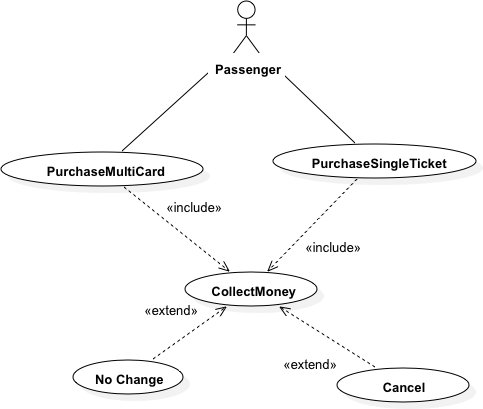 Passenger
PurchaseMultiCard
PurchaseSingleTicket
«include»
«include»
CollectMoney
«extend»
«extend»
No Change
Cancel